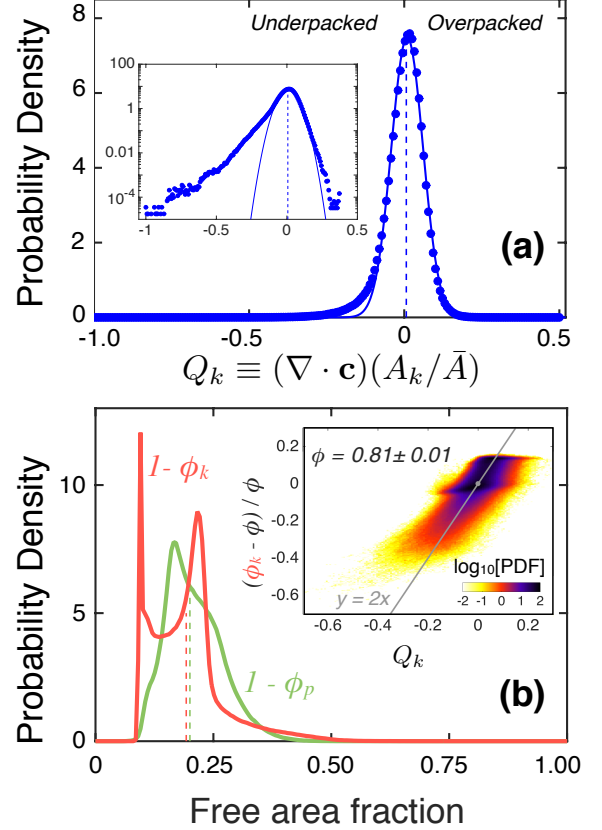 Underpacked
Overpacked
Probability Density
8
6
4
2
0
100
1
0.01
10⁻⁴
-1
-0.5
0
0.5
(a)
-1.0
-0.5
0
0.5
Q_k ≡ (∇ · c)(A_k/Ā)
Probability Density
10
5
0
1 - ϕ_k
1 - ϕ_p
(ϕ_k - ϕ) / ϕ
0.2
0
-0.2
-0.4
-0.6
ϕ = 0.81± 0.01
log₁₀[PDF]
-2 -1 0 1 2
y = 2x
-0.4
-0.2
0
0.2
Q_k
(b)
0
0.25
0.50
0.75
1.00
Free area fraction